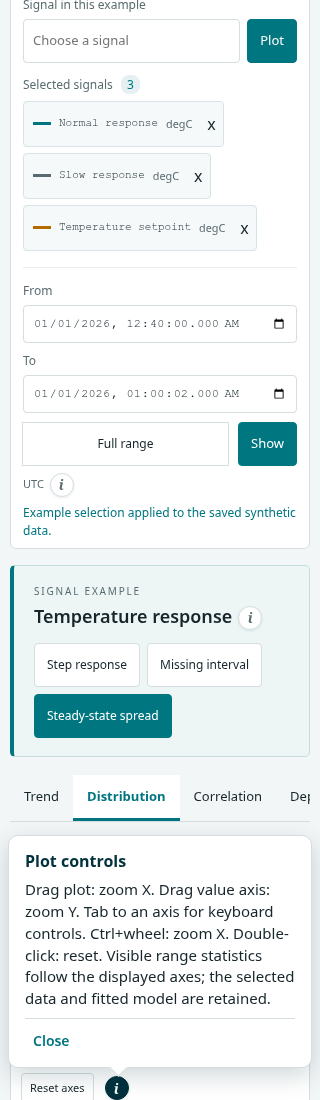 Signal in this example
Choose a signal
Plot
Selected signals 3
Normal response degC x
Slow response degC x
Temperature setpoint degC x
From
01/01/2026, 12:40:00.000 AM
To
01/01/2026, 01:00:02.000 AM
Full range
Show
UTC i
Example selection applied to the saved synthetic
data.
SIGNAL EXAMPLE
Temperature response i
Step response
Missing interval
Steady-state spread
Trend Distribution Correlation Dep
Plot controls
Drag plot: zoom X. Drag value axis:
zoom Y. Tab to an axis for keyboard
controls. Ctrl+wheel: zoom X. Double-
click: reset. Visible range statistics
follow the displayed axes; the selected
data and fitted model are retained.
Close
Reset axes i